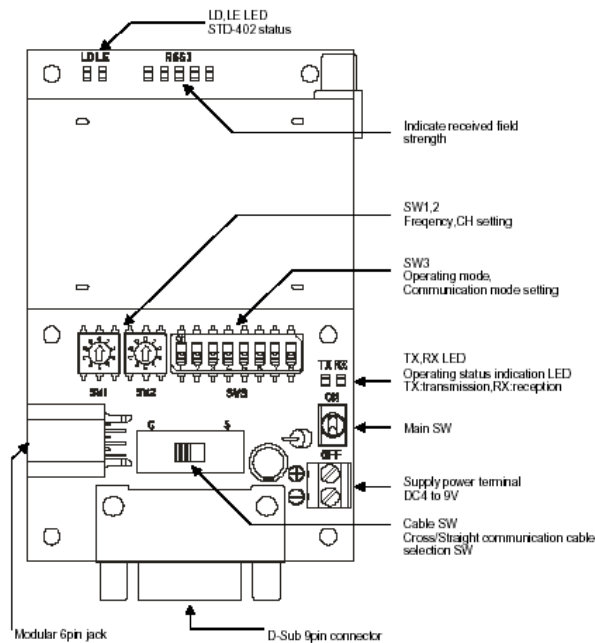 LD,LE LED
STD-402 status
LD LE
RSSI
Indicate received field
strength
SW1,2
Freqency,CH setting
SW3
Operating mode,
Communication mode setting
TX,RX LED
Operating status indication LED
TX:transmission,RX:reception
TX RX
SW1
SW2
SW3
ON
Main SW
OFF
C
S
Supply power terminal
DC4 to 9V
Cable SW
Cross/Straight communication cable
selection SW
Modular 6pin jack
D-Sub 9pin connector